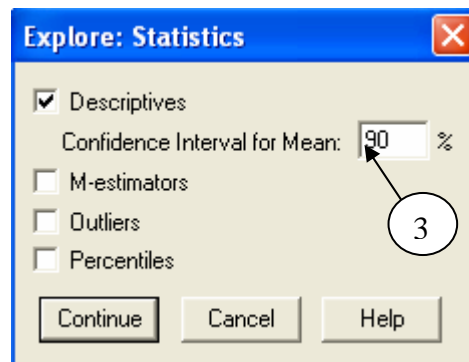 Explore: Statistics
Descriptives
Confidence Interval for Mean: 90 %
M-estimators
Outliers
3
Percentiles
Continue Cancel Help